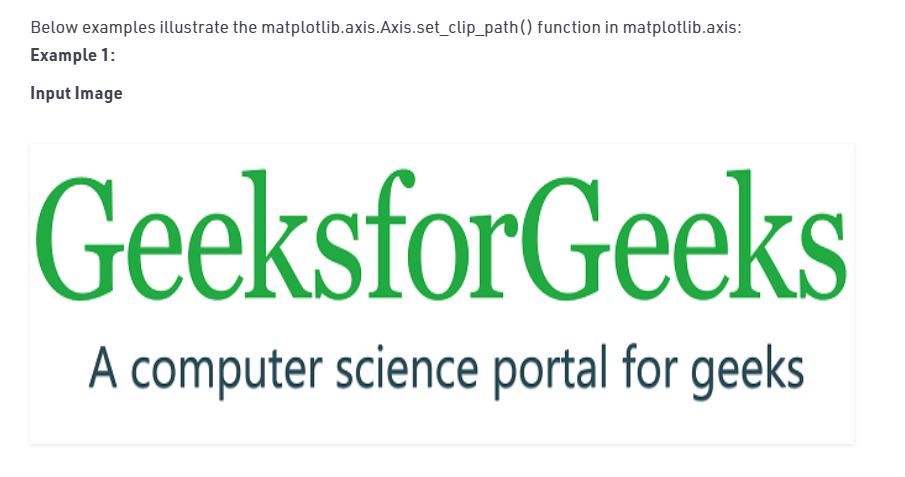 Below examples illustrate the matplotlib.axis.Axis.set_clip_path() function in matplotlib.axis:
Example 1:
Input Image
GeeksforGeeks
A computer science portal for geeks